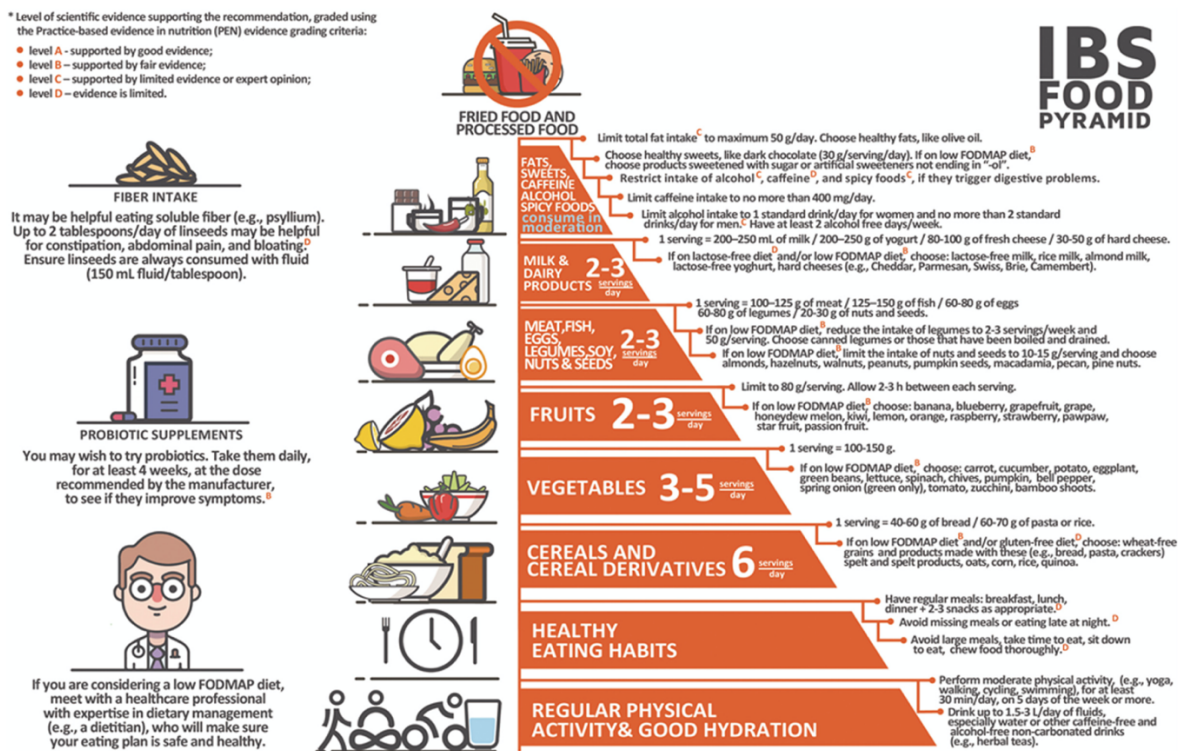 * Level of scientific evidence supporting the recommendation, graded using
the Practice-based evidence in nutrition (PEN) evidence grading criteria:
level A - supported by good evidence;
level B – supported by fair evidence;
level C – supported by limited evidence or expert opinion;
level D – evidence is limited.
IBS
FOOD
PYRAMID
FRIED FOOD AND
PROCESSED FOOD
FIBER INTAKE
It may be helpful eating soluble fiber (e.g., psyllium).
Up to 2 tablespoons/day of linseeds may be helpful
for constipation, abdominal pain, and bloating.D
Ensure linseeds are always consumed with fluid
(150 mL fluid/tablespoon).
PROBIOTIC SUPPLEMENTS
You may wish to try probiotics. Take them daily,
for at least 4 weeks, at the dose
recommended by the manufacturer,
to see if they improve symptoms.B
If you are considering a low FODMAP diet,
meet with a healthcare professional
with expertise in dietary management
(e.g., a dietitian), who will make sure
your eating plan is safe and healthy.
FATS,
SWEETS,
CAFFEINE
ALCOHOL
SPICY FOODS
consume in
moderation
Limit total fat intakeC to maximum 50 g/day. Choose healthy fats, like olive oil.
Choose healthy sweets, like dark chocolate (30 g/serving/day). If on low FODMAP diet,B
choose products sweetened with sugar or artificial sweeteners not ending in "-ol".
Restrict intake of alcoholC, caffeineD, and spicy foodsC, if they trigger digestive problems.
Limit caffeine intake to no more than 400 mg/day.
Limit alcohol intake to 1 standard drink/day for women and no more than 2 standard
drinks/day for men.C Have at least 2 alcohol free days/week.
MILK &
DAIRY
PRODUCTS
2-3
servings
day
1 serving = 200–250 mL of milk / 200–250 g of yogurt / 80-100 g of fresh cheese / 30-50 g of hard cheese.
If on lactose-free dietD and/or low FODMAP diet,B choose: lactose-free milk, rice milk, almond milk,
lactose-free yoghurt, hard cheeses (e.g., Cheddar, Parmesan, Swiss, Brie, Camembert).
MEAT,FISH,
EGGS,
LEGUMES,SOY,
NUTS & SEEDS
2-3
servings
day
1 serving = 100–125 g of meat / 125–150 g of fish / 60-80 g of eggs
60-80 g of legumes / 20-30 g of nuts and seeds.
If on low FODMAP diet,B reduce the intake of legumes to 2-3 servings/week and
50 g/serving. Choose canned legumes or those that have been boiled and drained.
If on low FODMAP diet,B limit the intake of nuts and seeds to 10-15 g/serving and choose
almonds, hazelnuts, walnuts, peanuts, pumpkin seeds, macadamia, pecan, pine nuts.
FRUITS
2-3
servings
day
Limit to 80 g/serving. Allow 2-3 h between each serving.
If on low FODMAP diet,B choose: banana, blueberry, grapefruit, grape,
honeydew melon, kiwi, lemon, orange, raspberry, strawberry, pawpaw,
star fruit, passion fruit.
VEGETABLES
3-5
servings
day
1 serving = 100-150 g.
If on low FODMAP diet,B choose: carrot, cucumber, potato, eggplant,
green beans, lettuce, spinach, chives, pumpkin, bell pepper,
spring onion (green only), tomato, zucchini, bamboo shoots.
CEREALS AND
CEREAL DERIVATIVES
6
servings
day
1 serving = 40-60 g of bread / 60-70 g of pasta or rice.
If on low FODMAP dietB and/or gluten-free diet,D choose: wheat-free
grains and products made with these (e.g., bread, pasta, crackers)
spelt and spelt products, oats, corn, rice, quinoa.
HEALTHY
EATING HABITS
Have regular meals: breakfast, lunch,
dinner + 2-3 snacks as appropriate.D
Avoid missing meals or eating late at night. D
Avoid large meals, take time to eat, sit down
to eat, chew food thoroughly.D
REGULAR PHYSICAL
ACTIVITY& GOOD HYDRATION
Perform moderate physical activity, (e.g., yoga,
walking, cycling, swimming), for at least
30 min/day, on 5 days of the week or more.
Drink up to 1.5-3 L/day of fluids,
especially water or other caffeine-free and
alcohol-free non-carbonated drinks
(e.g., herbal teas).